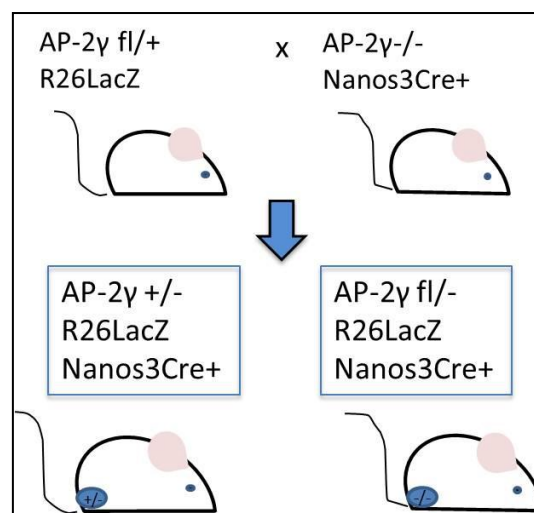 AP-2γ fl/+ x AP-2γ-/-
R26LacZ Nanos3Cre+
AP-2γ +/-
R26LacZ
Nanos3Cre+
AP-2γ fl/-
R26LacZ
Nanos3Cre+
+/-
-/-